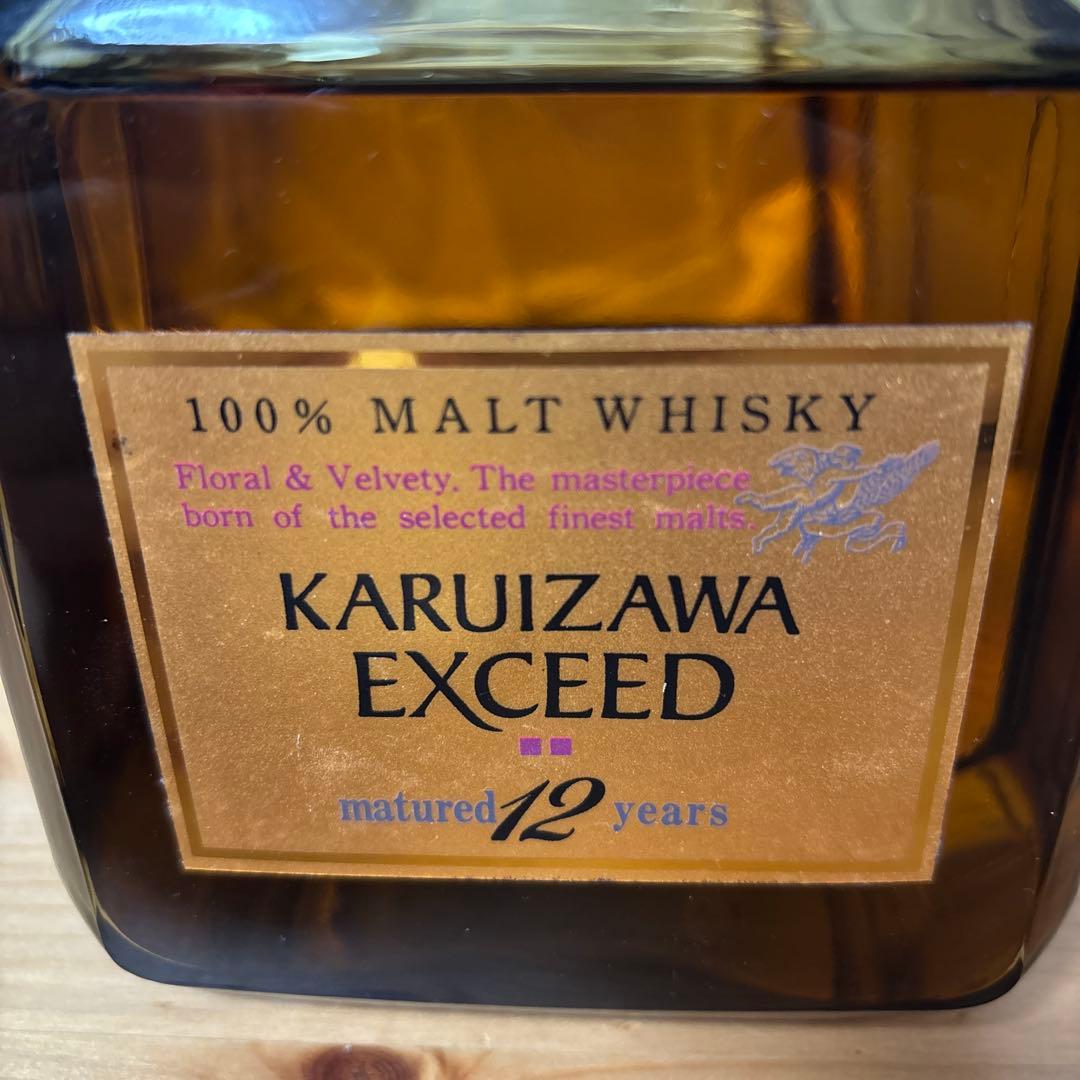 100% MALT WHISKY
Floral & Velvety. The masterpiece
born of the selected finest malts.
KARUIZAWA
EXCEED
matured 12 years